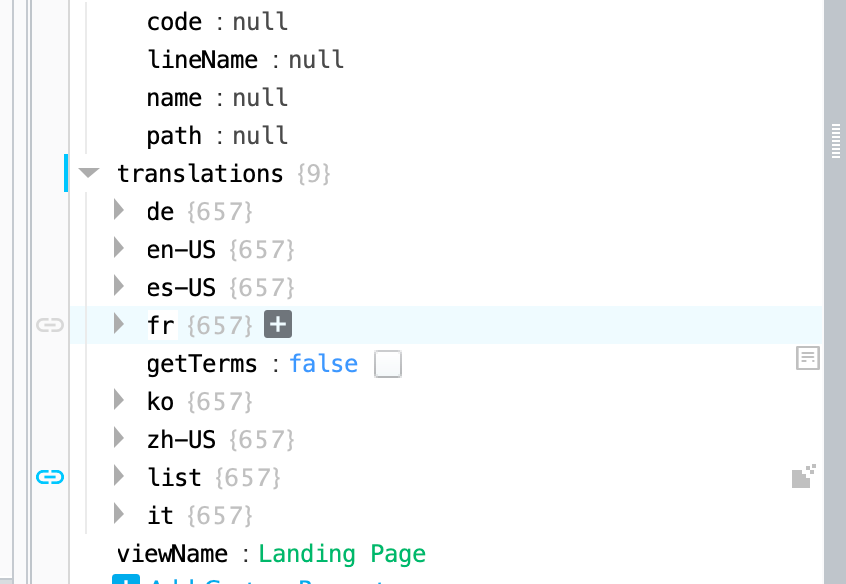 code : null
lineName : null
name : null
path : null
translations {9}
de {657}
en-US {657}
es-US {657}
fr {657}
getTerms : false
ko {657}
zh-US {657}
list {657}
it {657}
viewName : Landing Page